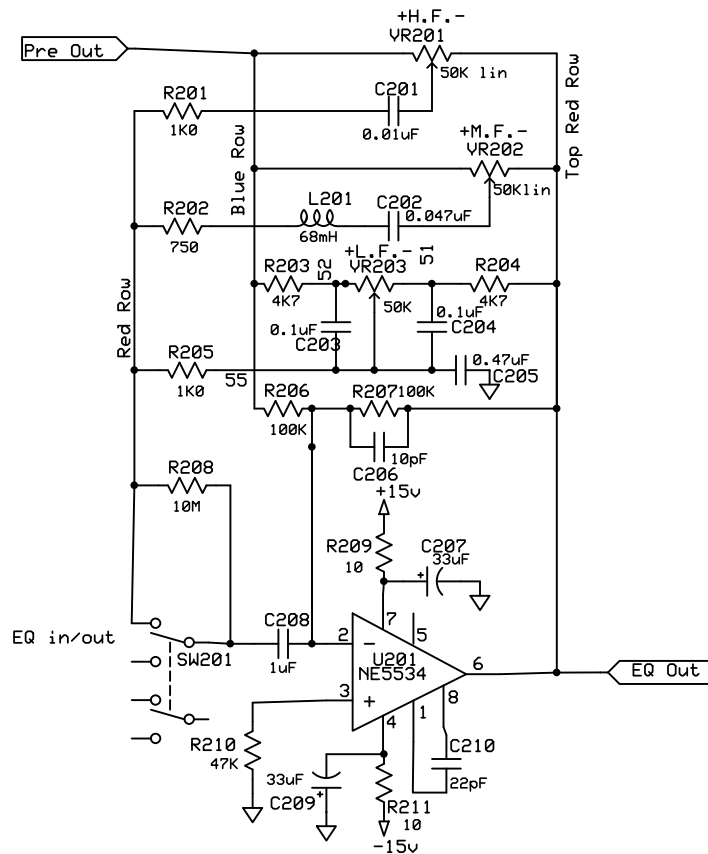 +H.F.-
VR201
50K lin
Pre Out
R201
1K0
C201
0.01uF
Blue Row
Top Red Row
+M.F.-
VR202
50Klin
R202
750
L201
68mH
C202
0.047uF
+L.F.-
VR203
50K
52
51
R203
4K7
R204
4K7
0.1uF
C203
0.1uF
C204
Red Row
R205
1K0
55
0.47uF
C205
R206
100K
R207
100K
10pF
C206
R208
10M
+15v
R209
10
C207
33uF
+
EQ in/out
SW201
C208
1uF
2
-
7
5
U201
NE5534
6
EQ Out
3
+
4
1
8
R210
47K
33uF
C209
+
R211
10
-15v
C210
22pF